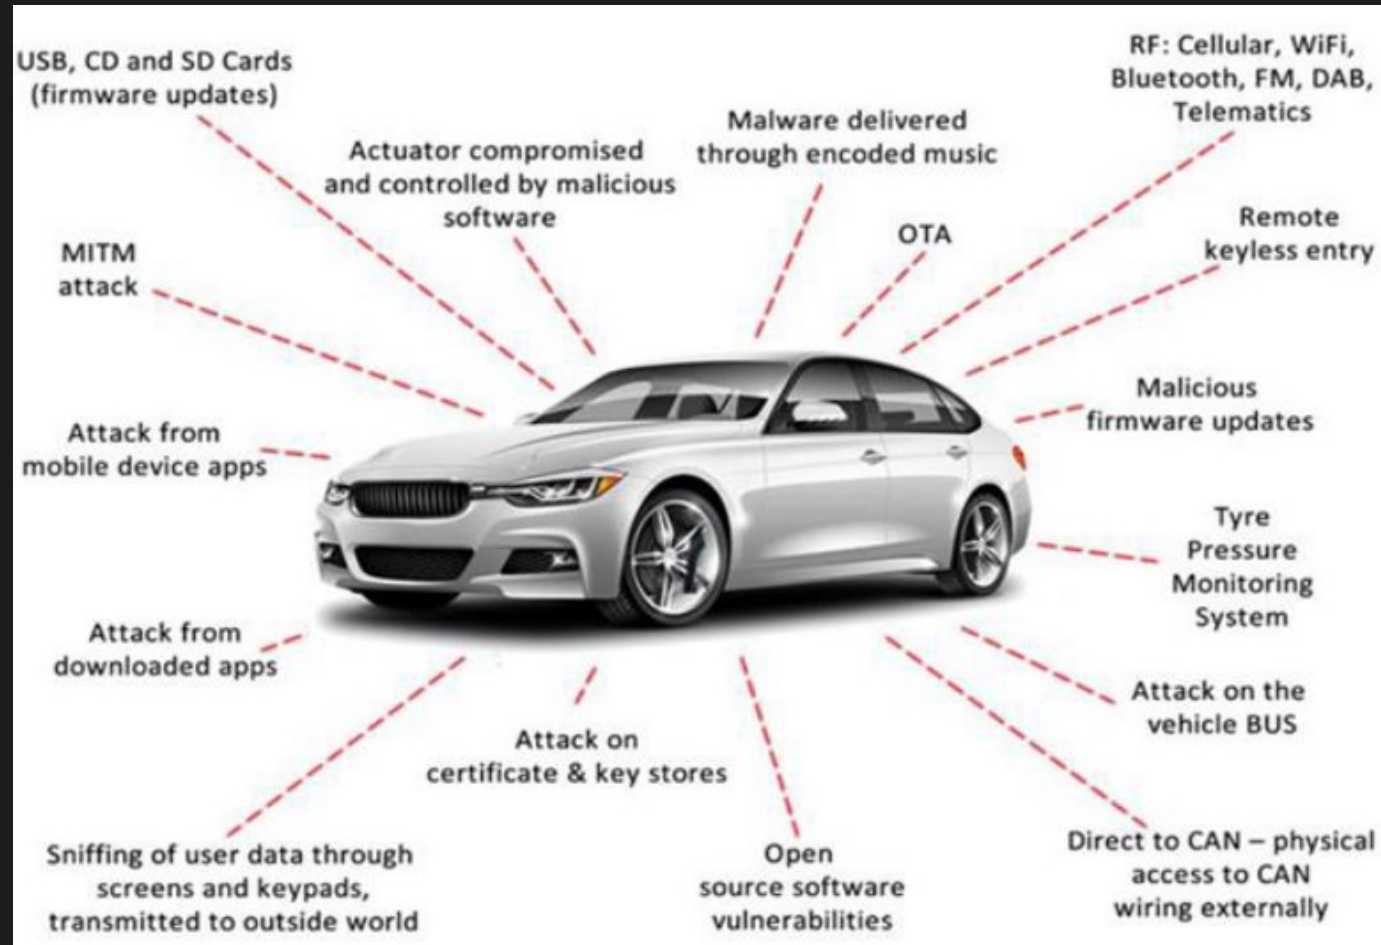 USB, CD and SD Cards
(firmware updates)
Actuator compromised
and controlled by malicious
software
Malware delivered
through encoded music
RF: Cellular, WiFi,
Bluetooth, FM, DAB,
Telematics
OTA
Remote
keyless entry
MITM
attack
Malicious
firmware updates
Attack from
mobile device apps
Tyre
Pressure
Monitoring
System
Attack from
downloaded apps
Attack on the
vehicle BUS
Attack on
certificate & key stores
Sniffing of user data through
screens and keypads,
transmitted to outside world
Open
source software
vulnerabilities
Direct to CAN – physical
access to CAN
wiring externally